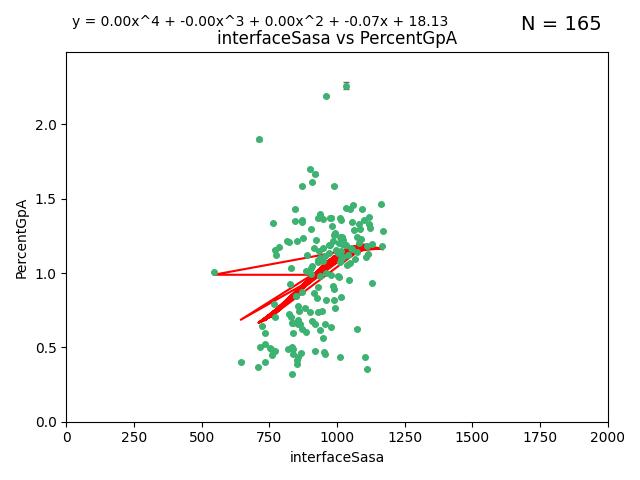 y = 0.00x^4 + -0.00x^3 + 0.00x^2 + -0.07x + 18.13
N = 165
interfaceSasa vs PercentGpA
PercentGpA
2.0
1.5
1.0
0.5
0.0
0 250 500 750 1000 1250 1500 1750 2000
interfaceSasa